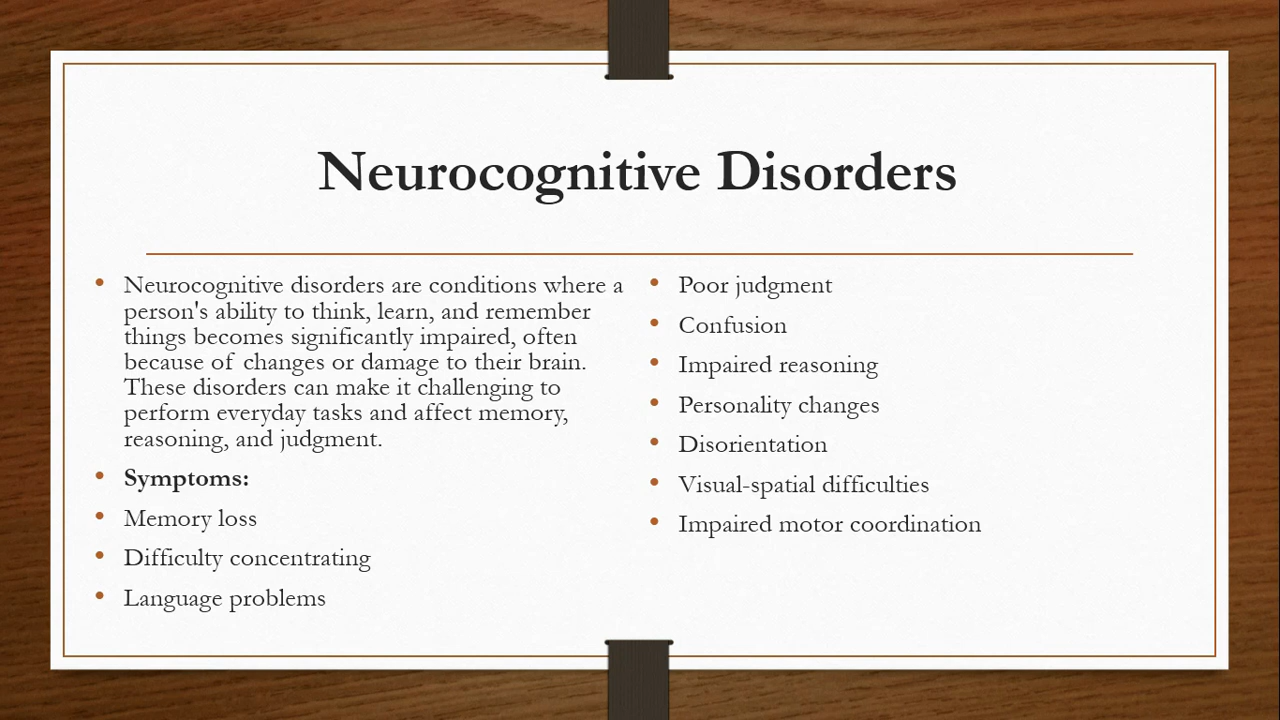 Neurocognitive Disorders
• Neurocognitive disorders are conditions where a
person's ability to think, learn, and remember
things becomes significantly impaired, often
because of changes or damage to their brain.
These disorders can make it challenging to
perform everyday tasks and affect memory,
reasoning, and judgment.
• Symptoms:
• Memory loss
• Difficulty concentrating
• Language problems
• Poor judgment
• Confusion
• Impaired reasoning
• Personality changes
• Disorientation
• Visual-spatial difficulties
• Impaired motor coordination